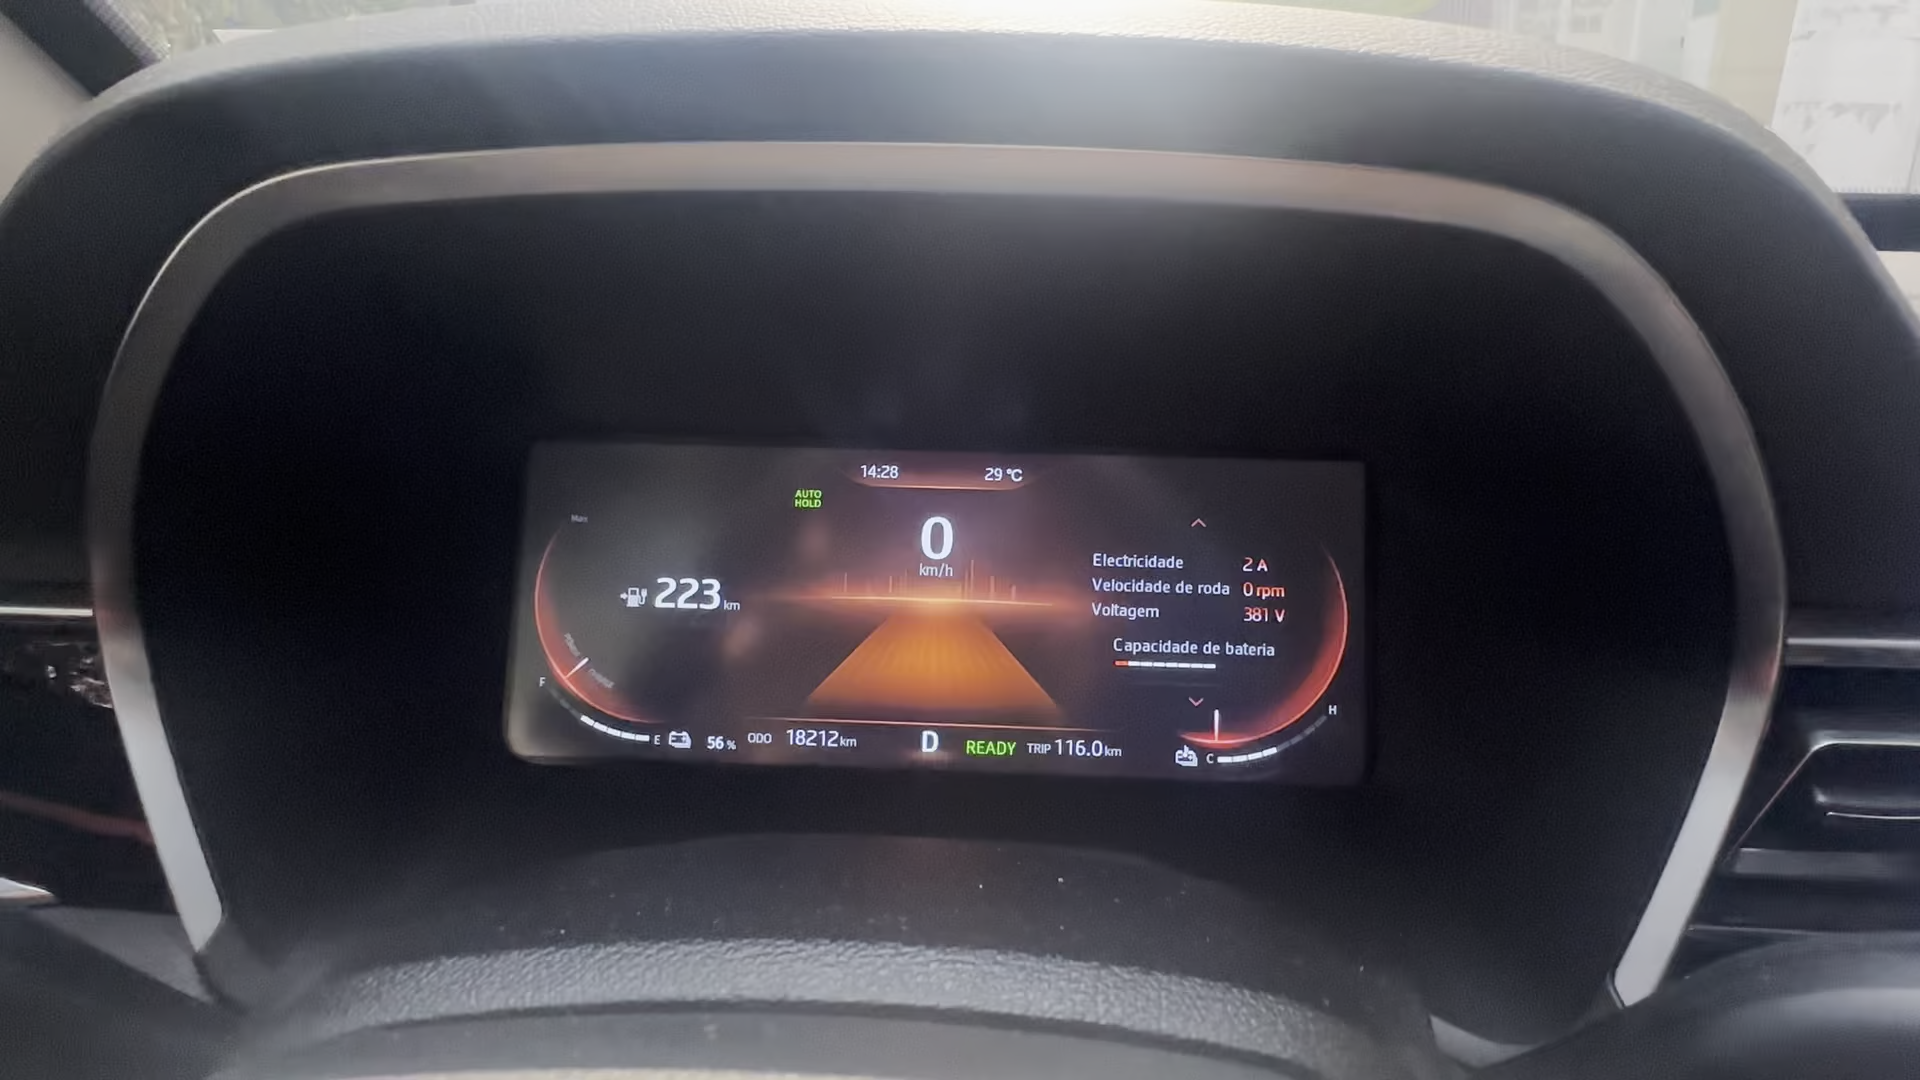 14:28
29 °C
AUTO
HOLD
0
km/h
223 km
Electricidade 2 A
Velocidade de roda 0 rpm
Voltagem 381 V
Capacidade de bateria
F
H
E 56 % ODO 18212 km D READY TRIP 116.0 km C